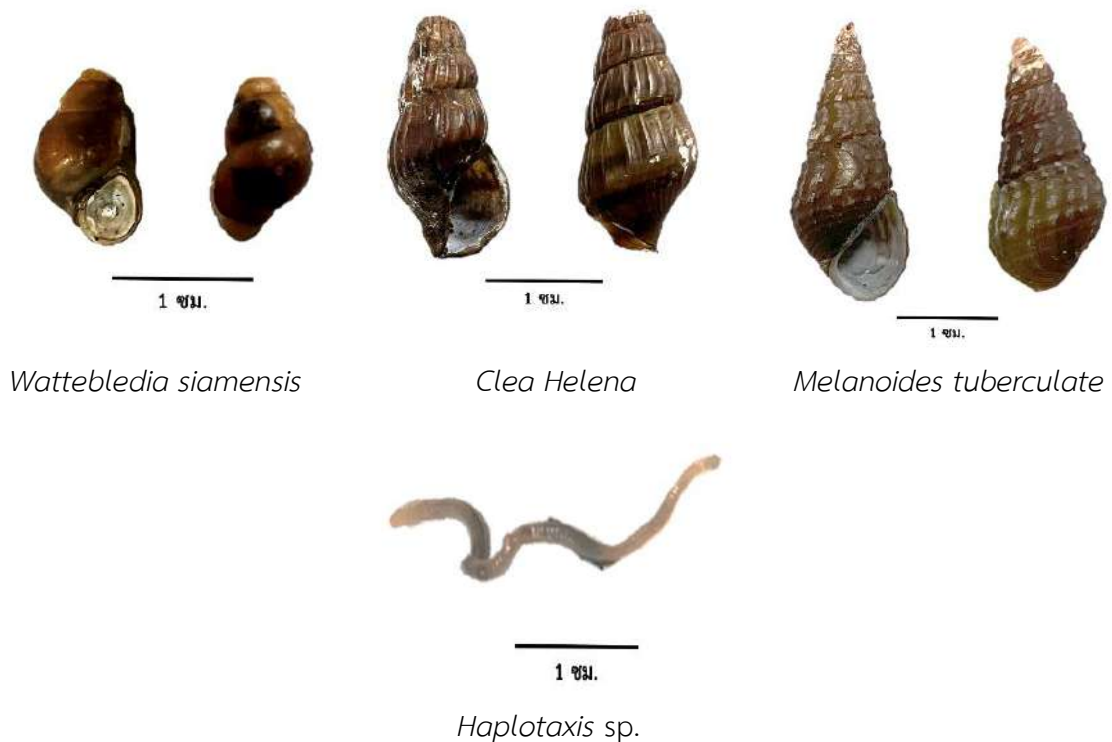 1 ซม.
1 ซม.
1 ซม.
Wattebledia siamensis
Clea Helena
Melanoides tuberculate
1 ซม.
Haplotaxis sp.